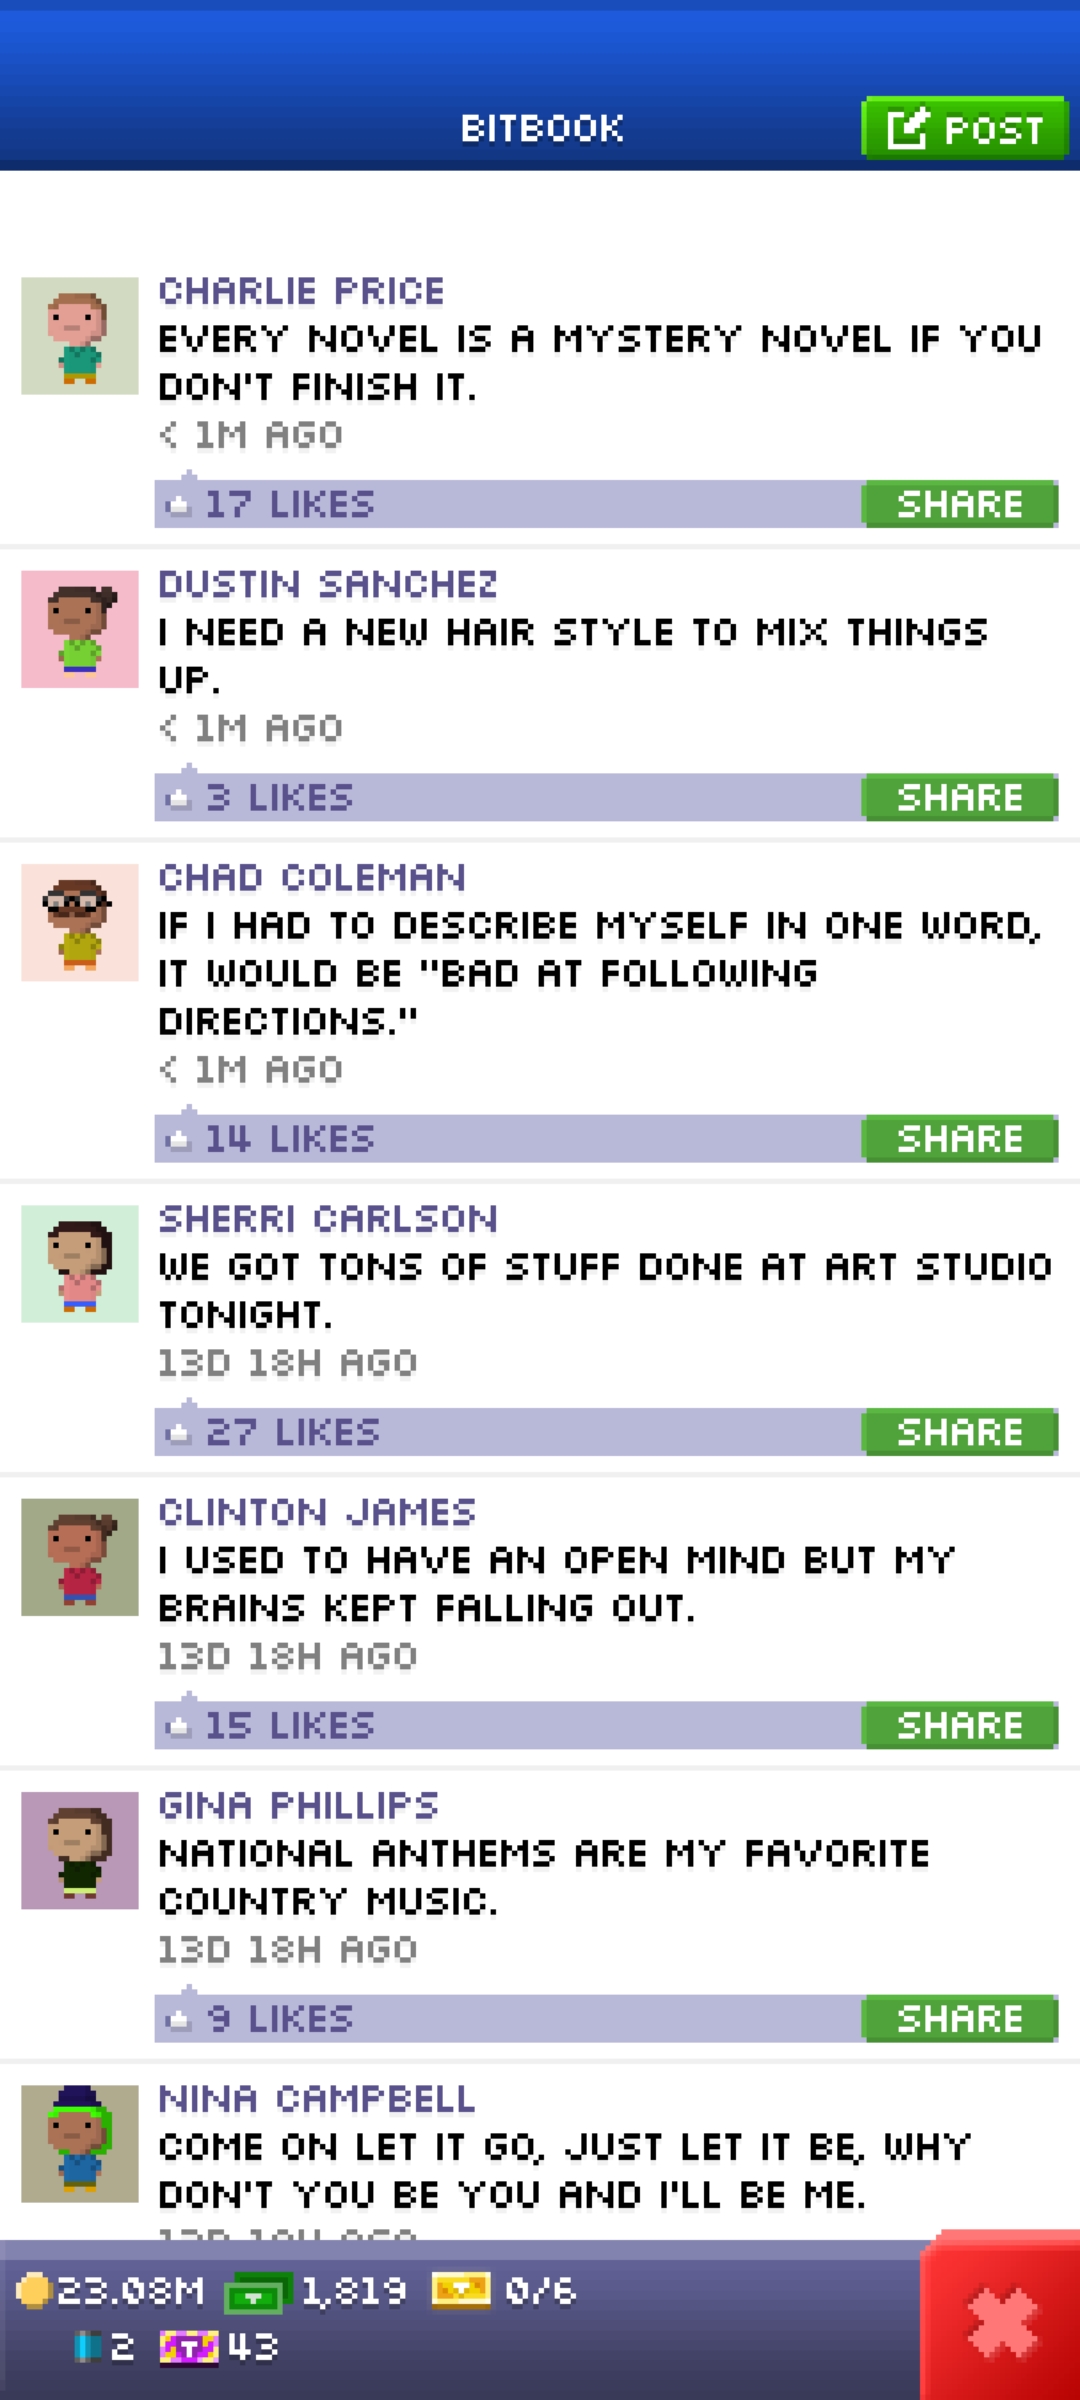 BITBOOK
POST
CHARLIE PRICE
EVERY NOVEL IS A MYSTERY NOVEL IF YOU
DON'T FINISH IT.
< 1M AGO
17 LIKES
SHARE
DUSTIN SANCHEZ
I NEED A NEW HAIR STYLE TO MIX THINGS
UP.
< 1M AGO
3 LIKES
SHARE
CHAD COLEMAN
IF I HAD TO DESCRIBE MYSELF IN ONE WORD,
IT WOULD BE "BAD AT FOLLOWING
DIRECTIONS."
< 1M AGO
14 LIKES
SHARE
SHERRI CARLSON
WE GOT TONS OF STUFF DONE AT ART STUDIO
TONIGHT.
13D 18H AGO
27 LIKES
SHARE
CLINTON JAMES
I USED TO HAVE AN OPEN MIND BUT MY
BRAINS KEPT FALLING OUT.
13D 18H AGO
15 LIKES
SHARE
GINA PHILLIPS
NATIONAL ANTHEMS ARE MY FAVORITE
COUNTRY MUSIC.
13D 18H AGO
9 LIKES
SHARE
NINA CAMPBELL
COME ON LET IT GO, JUST LET IT BE, WHY
DON'T YOU BE YOU AND I'LL BE ME.
23.08M 1,819 0/6
2 43